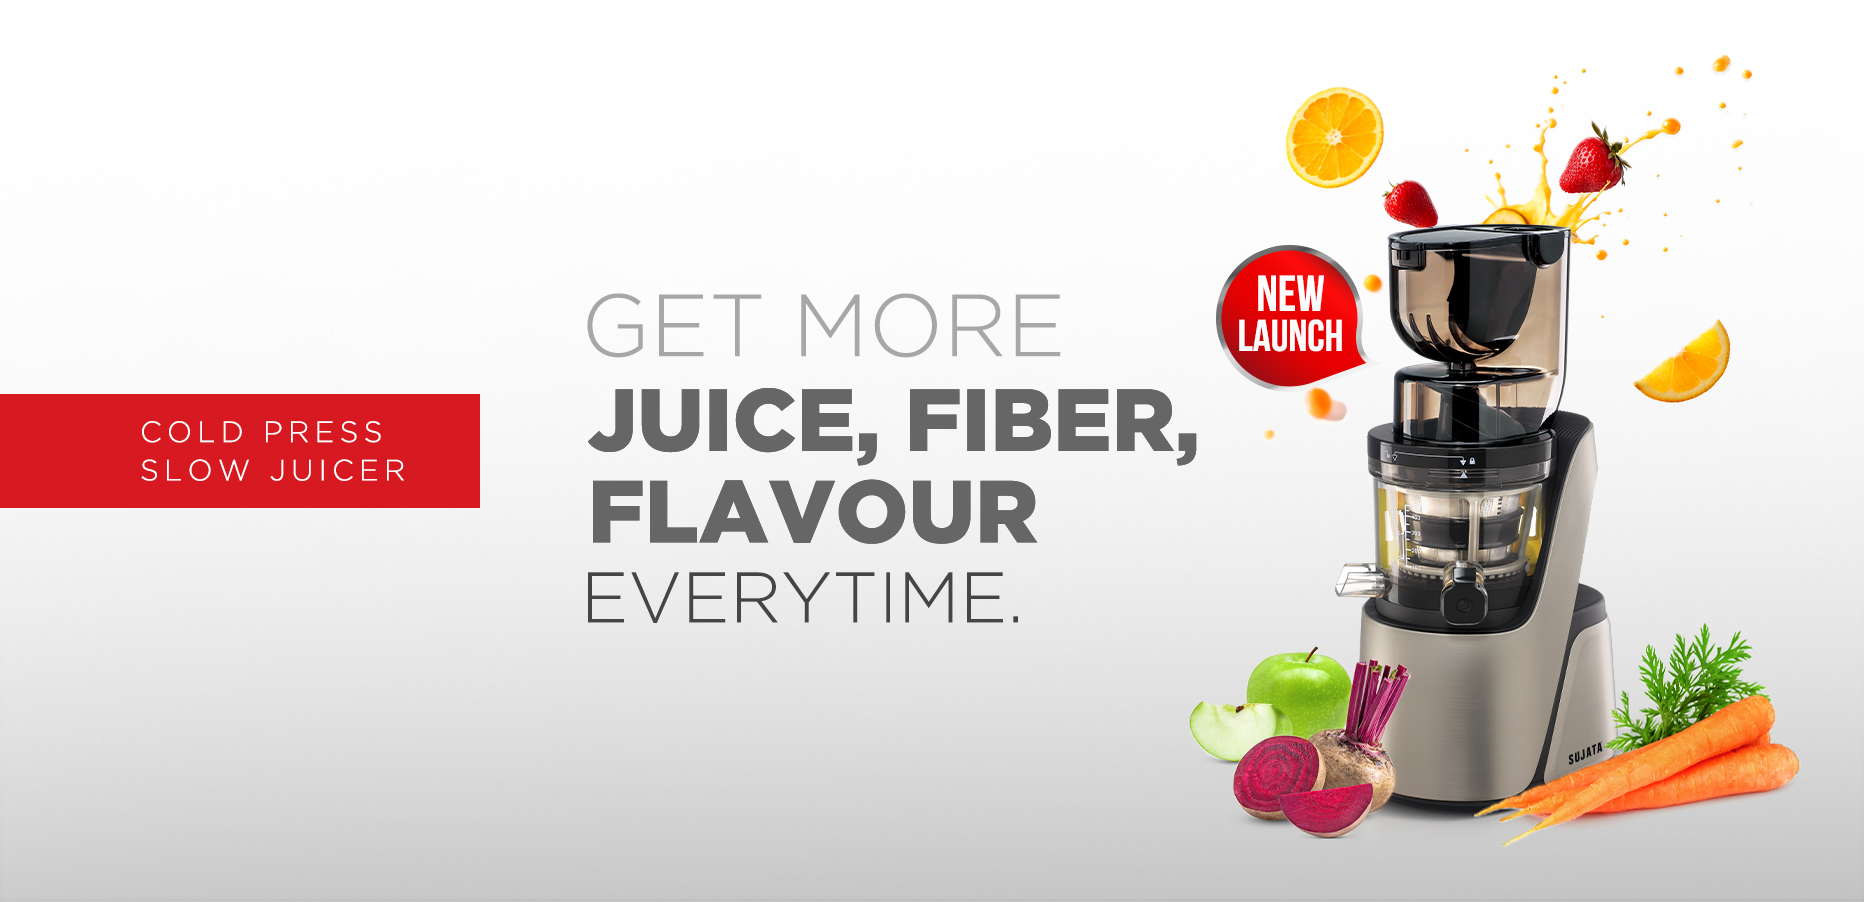 COLD PRESS
SLOW JUICER
GET MORE
JUICE, FIBER,
FLAVOUR
EVERYTIME.
NEW
LAUNCH
SUJATA